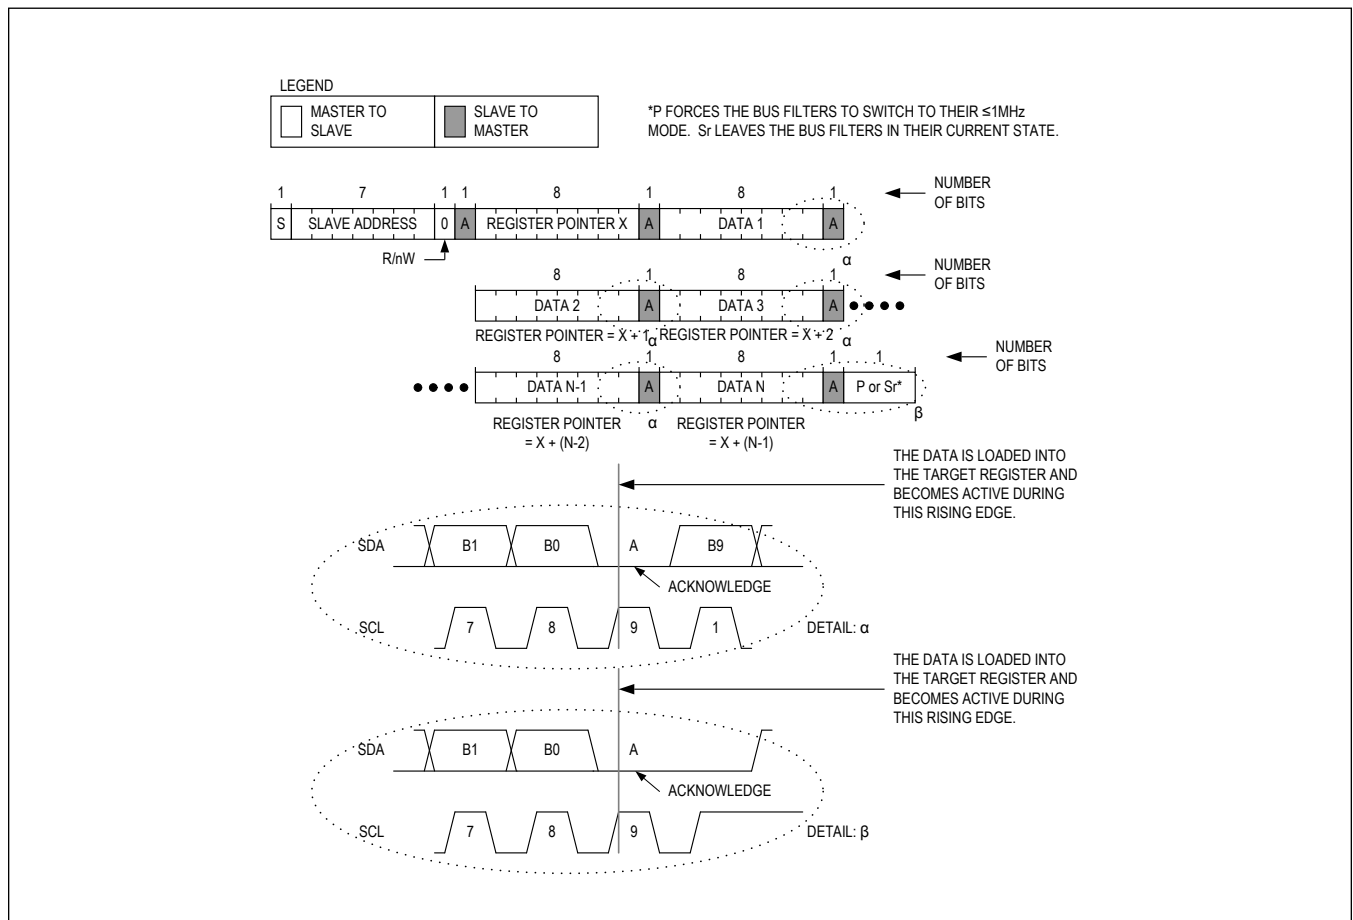 LEGEND
MASTER TO
SLAVE
SLAVE TO
MASTER
*P FORCES THE BUS FILTERS TO SWITCH TO THEIR ≤1MHz
MODE. Sr LEAVES THE BUS FILTERS IN THEIR CURRENT STATE.
1 7 1 1 8 1 8 1
NUMBER
OF BITS
S SLAVE ADDRESS 0 A REGISTER POINTER X A DATA 1 A
R/nW
α
8 1 8 1
NUMBER
OF BITS
DATA 2 A DATA 3 A
REGISTER POINTER = X + 1 α REGISTER POINTER = X + 2 α
8 1 8 1 1
NUMBER
OF BITS
DATA N-1 A DATA N A P or Sr*
β
REGISTER POINTER
= X + (N-2)
α
REGISTER POINTER
= X + (N-1)
THE DATA IS LOADED INTO
THE TARGET REGISTER AND
BECOMES ACTIVE DURING
THIS RISING EDGE.
SDA B1 B0 A B9
ACKNOWLEDGE
SCL 7 8 9 1 DETAIL: α
THE DATA IS LOADED INTO
THE TARGET REGISTER AND
BECOMES ACTIVE DURING
THIS RISING EDGE.
SDA B1 B0 A
ACKNOWLEDGE
SCL 7 8 9 DETAIL: β